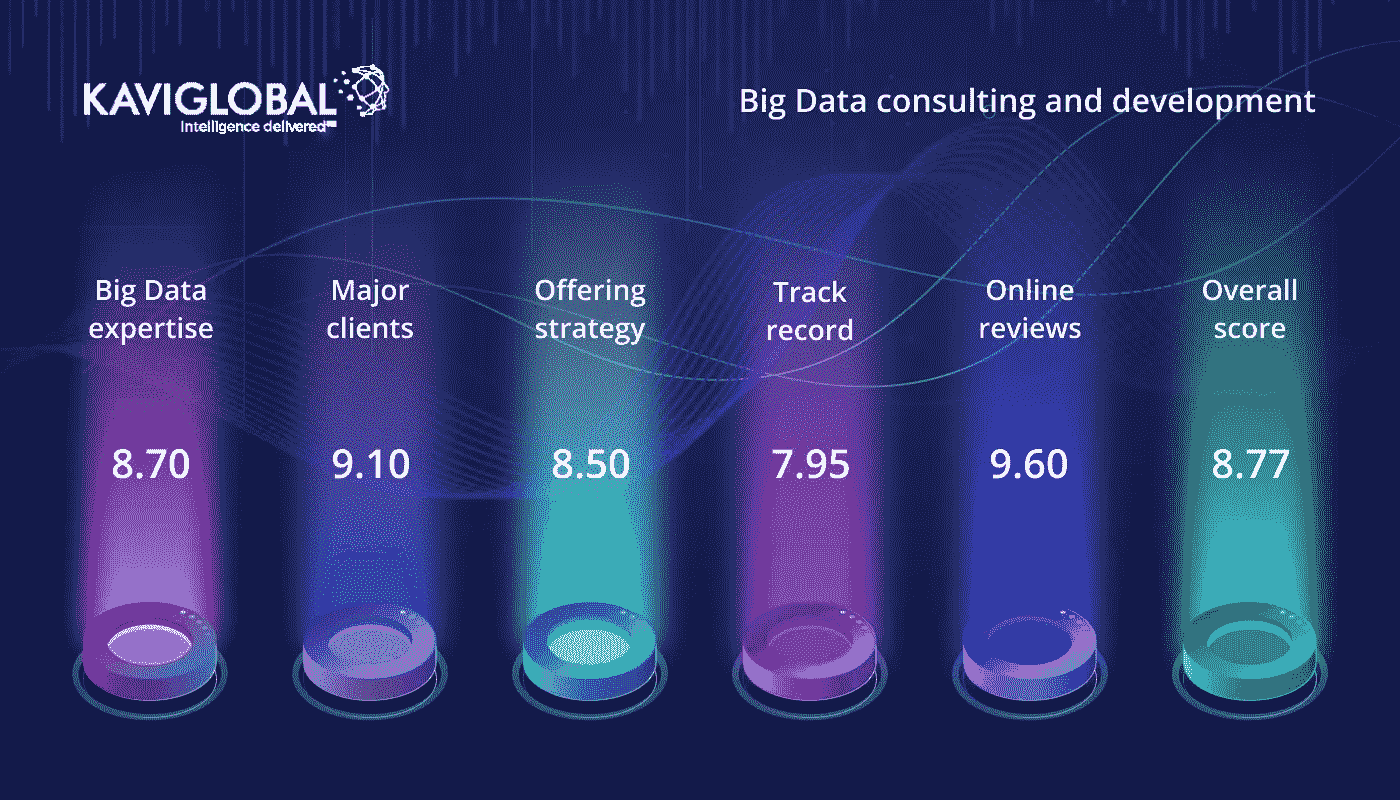 KAVIGLOBAL
Intelligence delivered™
Big Data consulting and development
Big Data
expertise
Major
clients
Offering
strategy
Track
record
Online
reviews
Overall
score
8.70
9.10
8.50
7.95
9.60
8.77